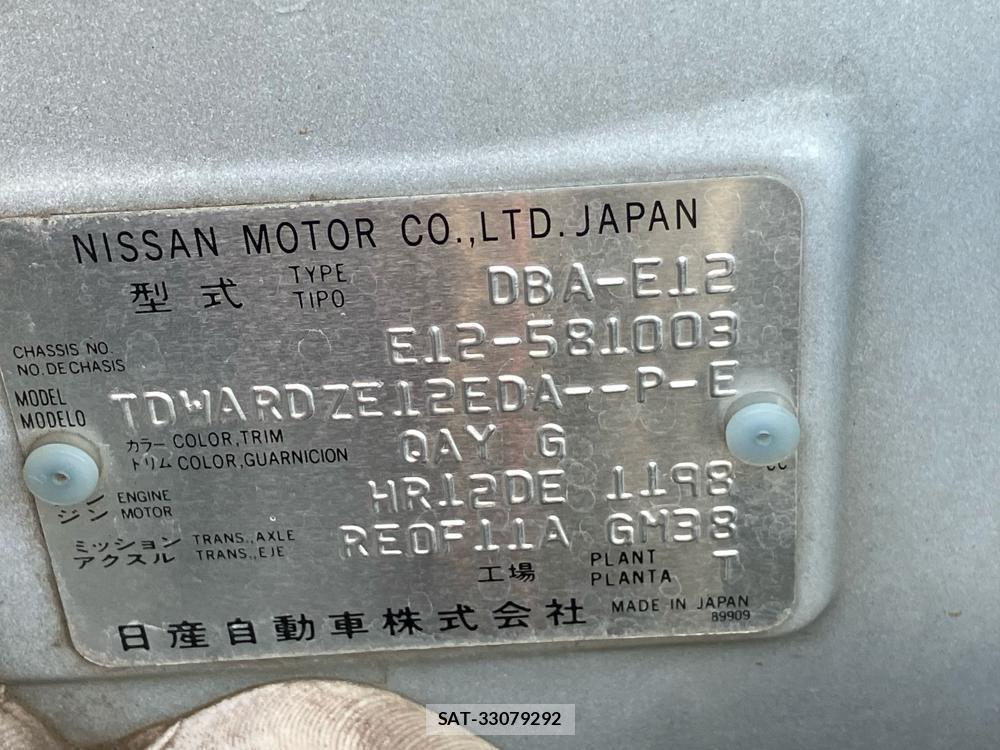 NISSAN MOTOR CO.,LTD. JAPAN
型式 TYPE TIPO DBA-E12
CHASSIS NO. NO.DECHASIS E12-581003
MODEL MODELO TDWARDZE12EDA--P-E
カラー COLOR,TRIM
トリム COLOR,GUARNICION QAY G
ジン ENGINE MOTOR HR12DE 1198 cc
ミッション TRANS.,AXLE
アクスル TRANS.,EJE RE0F11A GM38
工場 PLANT PLANTA T
日産自動車株式会社 MADE IN JAPAN
89909
SAT-33079292